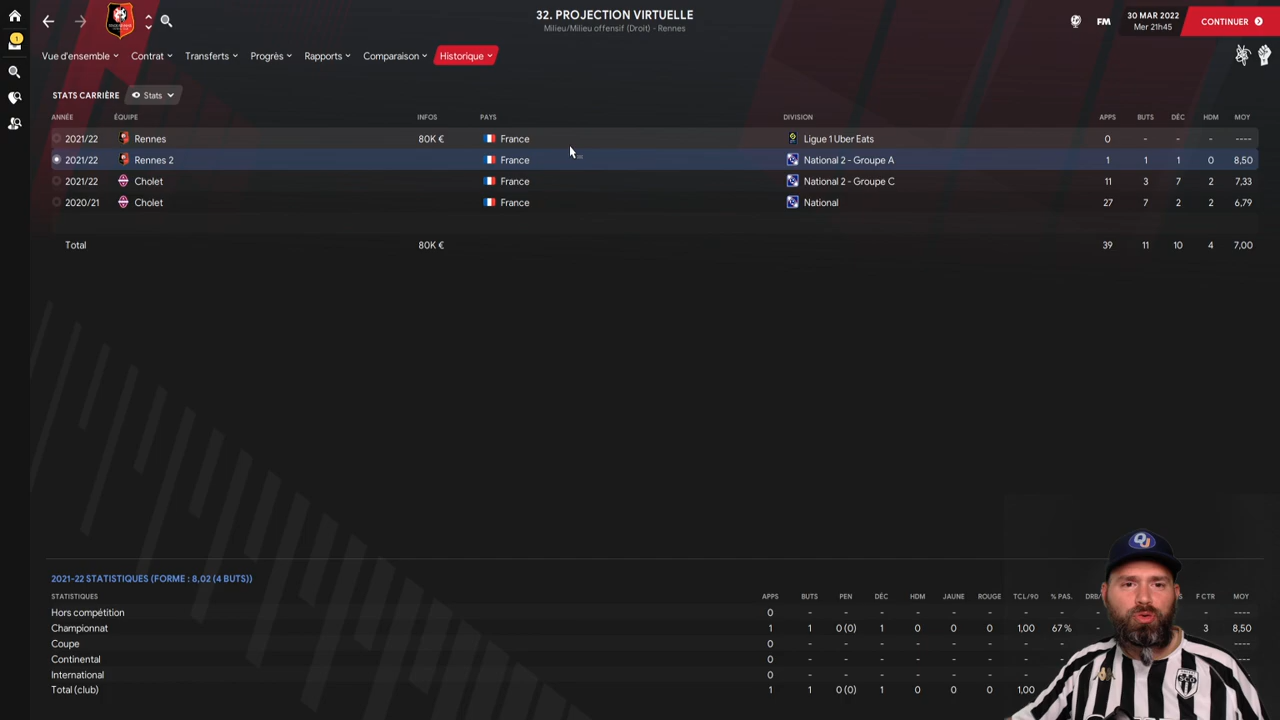 32. PROJECTION VIRTUELLE
Milieu/Milieu offensif (Droit) - Rennes
FM
30 MAR 2022
Mer 21h45
CONTINUER
1
Vue d'ensemble
Contrat
Transferts
Progrès
Rapports
Comparaison
Historique
STATS CARRIÈRE
Stats
ANNÉE ÉQUIPE INFOS PAYS DIVISION APPS BUTS DÉC HDM MOY
2021/22 Rennes 80K € France Ligue 1 Uber Eats 0 - - - ----
2021/22 Rennes 2 France National 2 - Groupe A 1 1 1 0 8,50
2021/22 Cholet France National 2 - Groupe C 11 3 7 2 7,33
2020/21 Cholet France National 27 7 2 2 6,79
Total 80K € 39 11 10 4 7,00
2021-22 STATISTIQUES (FORME : 8,02 (4 BUTS))
STATISTIQUES APPS BUTS PEN DÉC HDM JAUNE ROUGE TCL/90 % PAS. DRB/ F CTR MOY
Hors compétition 0 - - - - - - - - - ----
Championnat 1 1 0 (0) 1 0 0 0 1,00 67 % - 3 8,50
Coupe 0 - - - - - - - - - ----
Continental 0 - - - - - - - - ----
International 0 - - - - - - - - ----
Total (club) 1 1 0 (0) 1 0 0 0 1,00
SCO